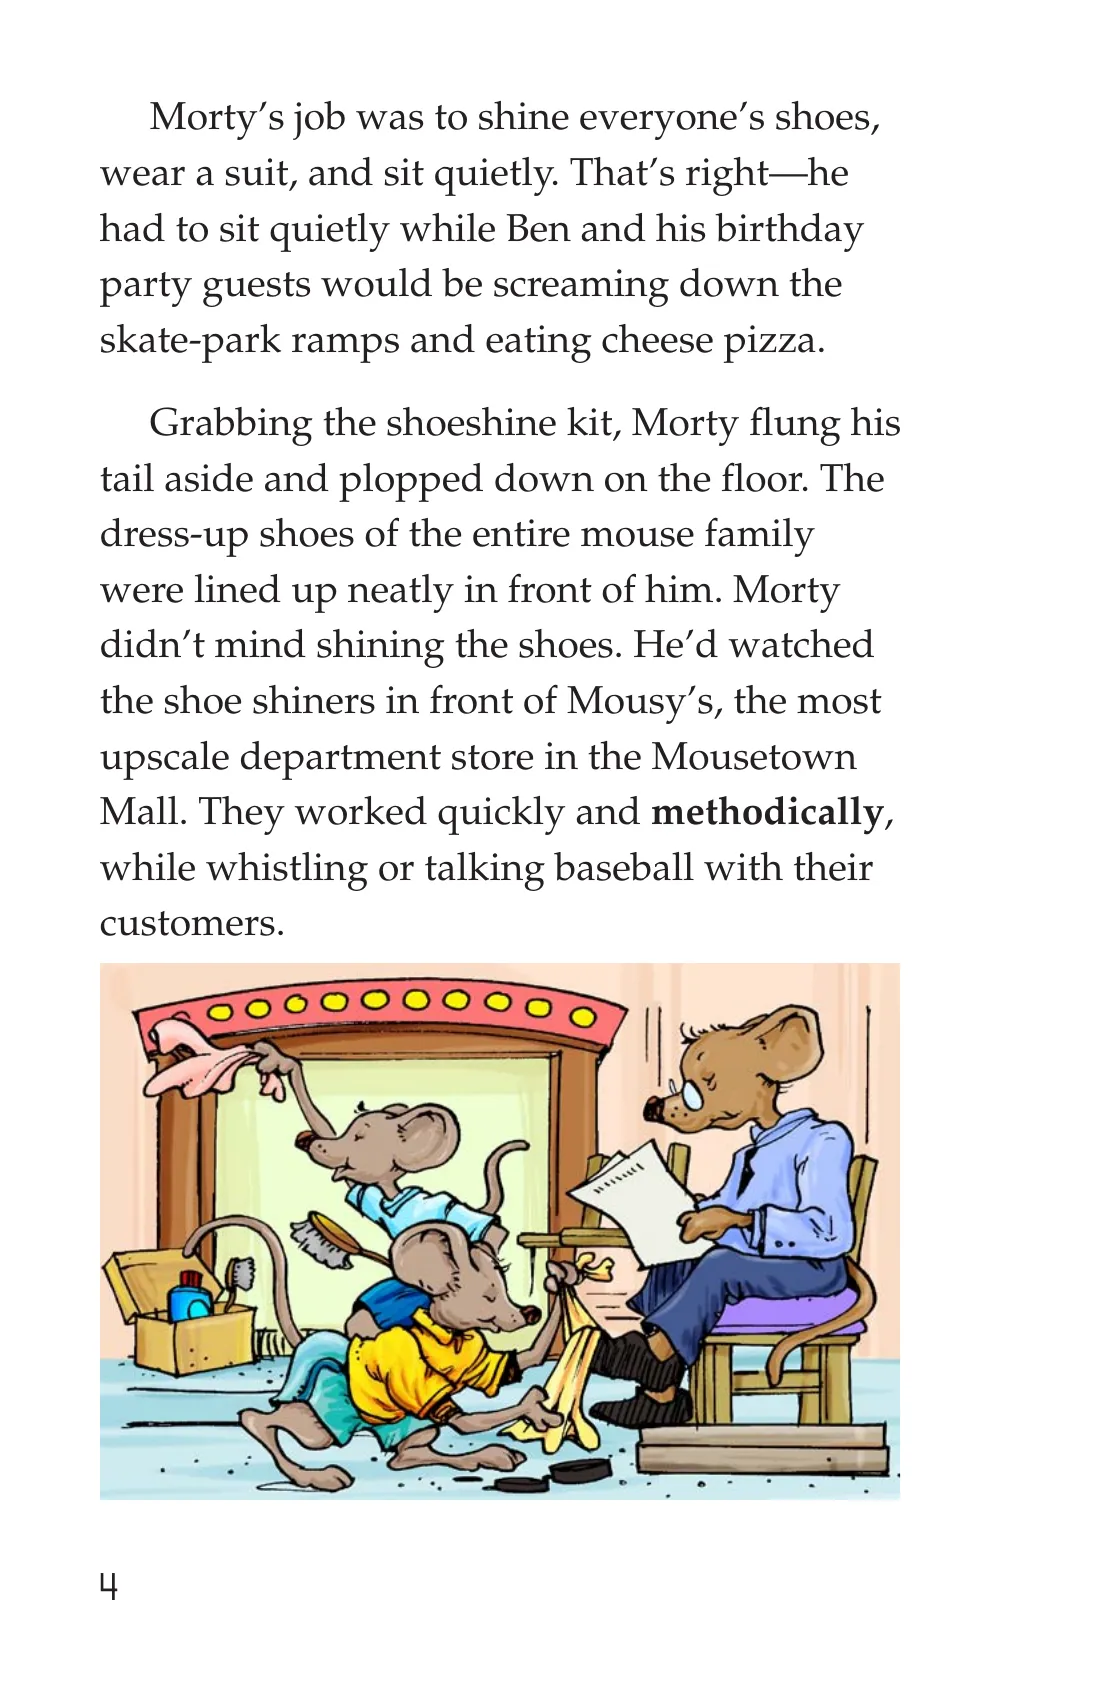 Morty’s job was to shine everyone’s shoes,
wear a suit, and sit quietly. That’s right—he
had to sit quietly while Ben and his birthday
party guests would be screaming down the
skate-park ramps and eating cheese pizza.
Grabbing the shoeshine kit, Morty flung his
tail aside and plopped down on the floor. The
dress-up shoes of the entire mouse family
were lined up neatly in front of him. Morty
didn’t mind shining the shoes. He’d watched
the shoe shiners in front of Mousy’s, the most
upscale department store in the Mousetown
Mall. They worked quickly and methodically,
while whistling or talking baseball with their
customers.
4